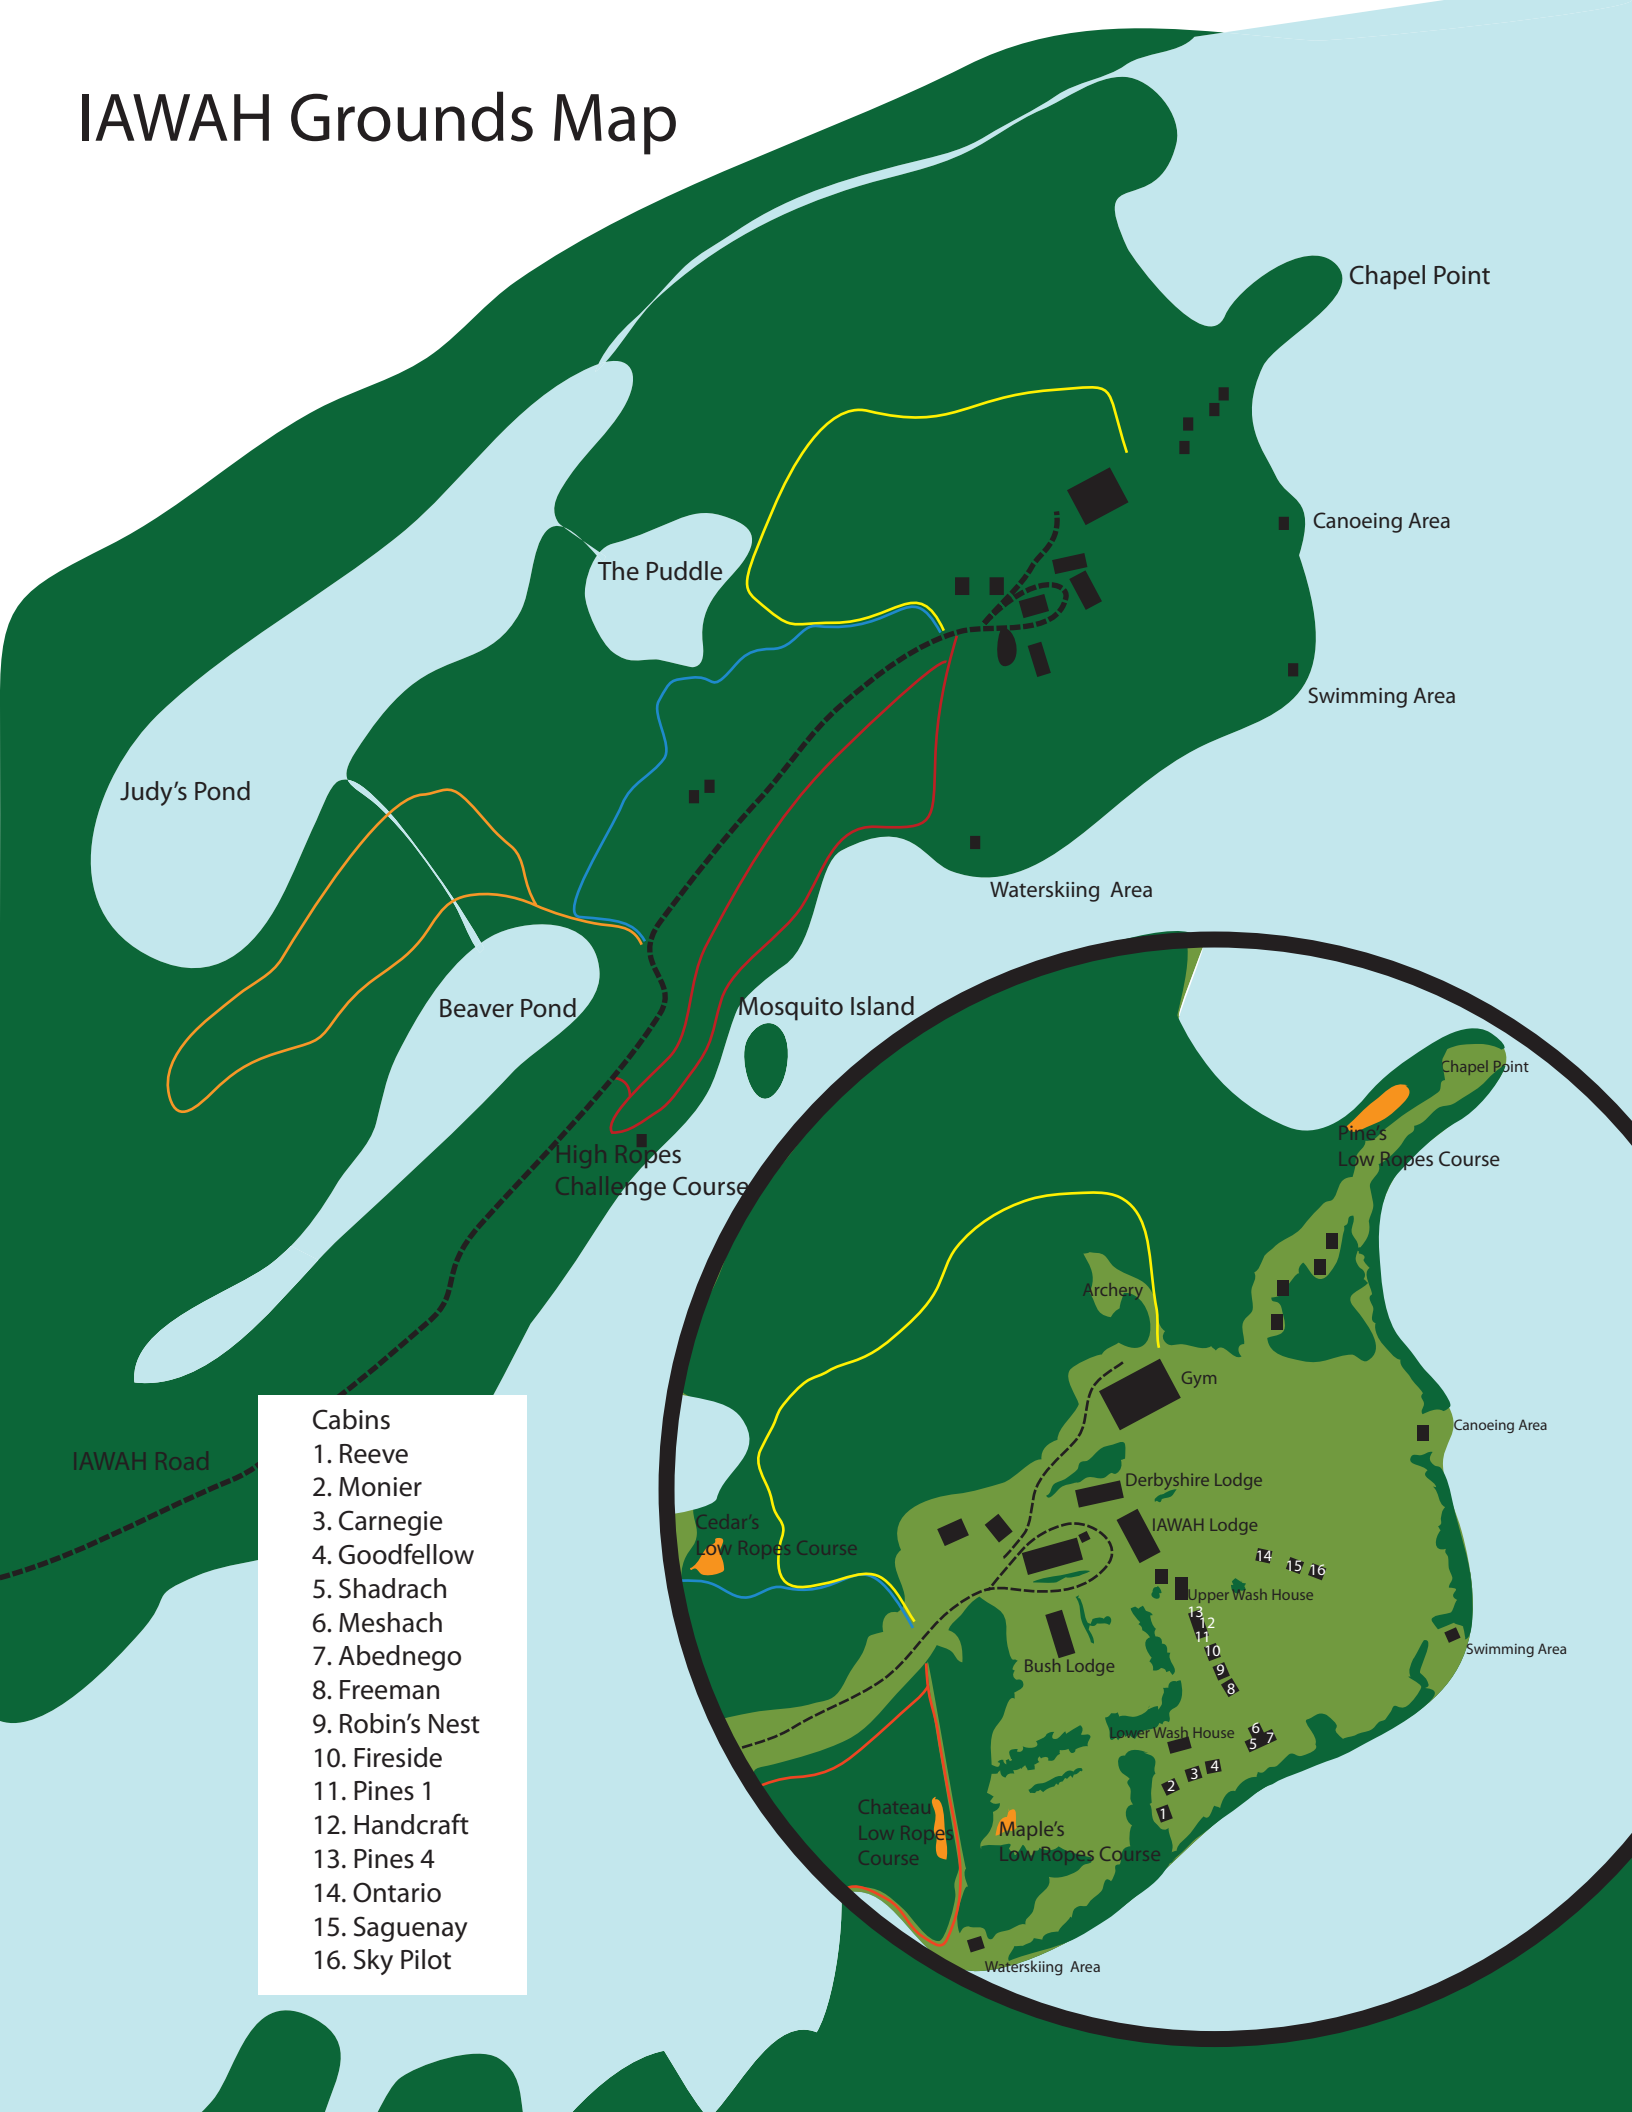 IAWAH Grounds Map
Chapel Point
Canoeing Area
The Puddle
Swimming Area
Judy's Pond
Waterskiing Area
Beaver Pond
Mosquito Island
High Ropes
Challenge Course
IAWAH Road
Cabins
1. Reeve
2. Monier
3. Carnegie
4. Goodfellow
5. Shadrach
6. Meshach
7. Abednego
8. Freeman
9. Robin's Nest
10. Fireside
11. Pines 1
12. Handcraft
13. Pines 4
14. Ontario
15. Saguenay
16. Sky Pilot
Chapel Point
Pine's
Low Ropes Course
Archery
Gym
Canoeing Area
Derbyshire Lodge
Cedar's
Low Ropes Course
IAWAH Lodge
14
15
16
Upper Wash House
13
12
11
10
9
8
Swimming Area
Bush Lodge
Lower Wash House
6
7
5
4
3
2
1
Chateau
Low Ropes
Course
Maple's
Low Ropes Course
Waterskiing Area